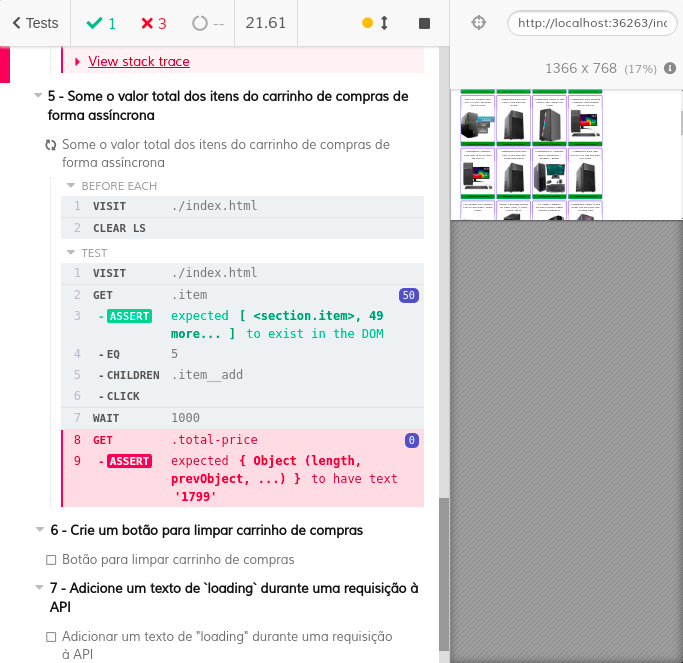 Tests
1
3
--
21.61
http://localhost:36263/inc
1366 x 768 (17%)
View stack trace
5 - Some o valor total dos itens do carrinho de compras de
forma assíncrona
Some o valor total dos itens do carrinho de compras de
forma assíncrona
BEFORE EACH
1 VISIT ./index.html
2 CLEAR LS
TEST
1 VISIT ./index.html
2 GET .item 50
3 - ASSERT expected [ <section.item>, 49
more... ] to exist in the DOM
4 - EQ 5
5 - CHILDREN .item__add
6 - CLICK
7 WAIT 1000
8 GET .total-price 0
9 - ASSERT expected { Object (length,
prevObject, ...) } to have text
'1799'
6 - Crie um botão para limpar carrinho de compras
Botão para limpar carrinho de compras
7 - Adicione um texto de `loading` durante uma requisição à
API
Adicionar um texto de "loading" durante uma requisição
à API